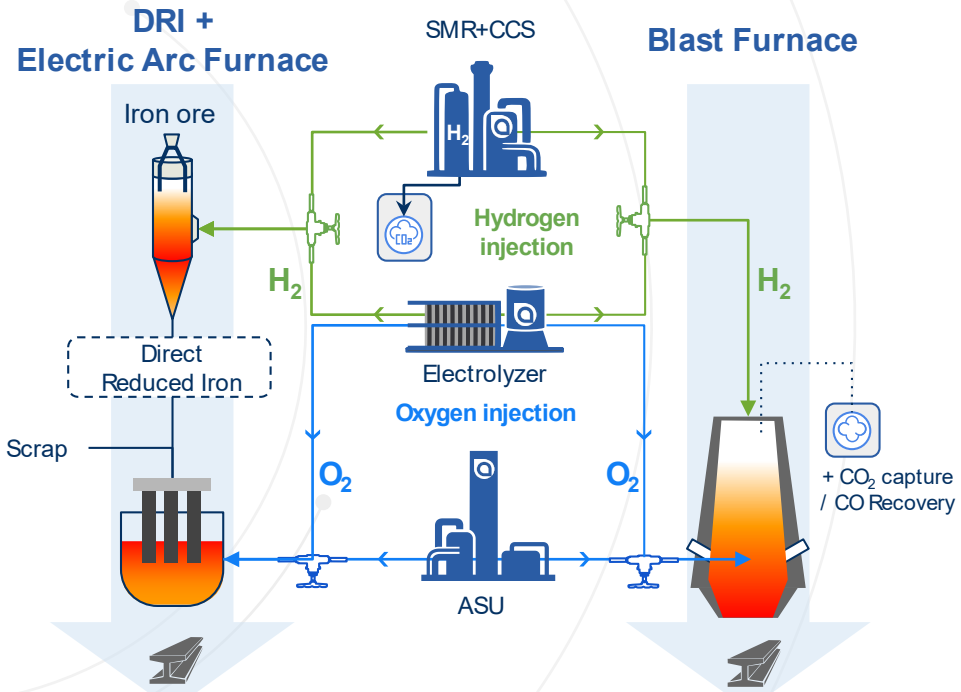 DRI +
Electric Arc Furnace
SMR+CCS
Blast Furnace
Iron ore
H₂
CO₂
Hydrogen
injection
H₂
H₂
Direct
Reduced Iron
Electrolyzer
Oxygen injection
Scrap
O₂
O₂
+ CO₂ capture
/ CO Recovery
ASU